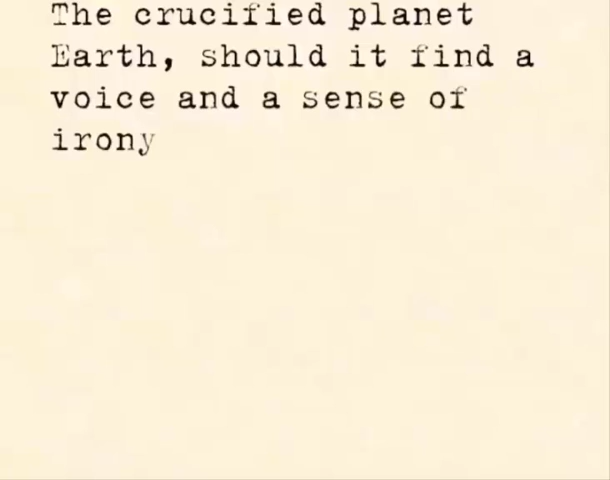 The crucified planet
Earth, should it find a
voice and a sense of
irony